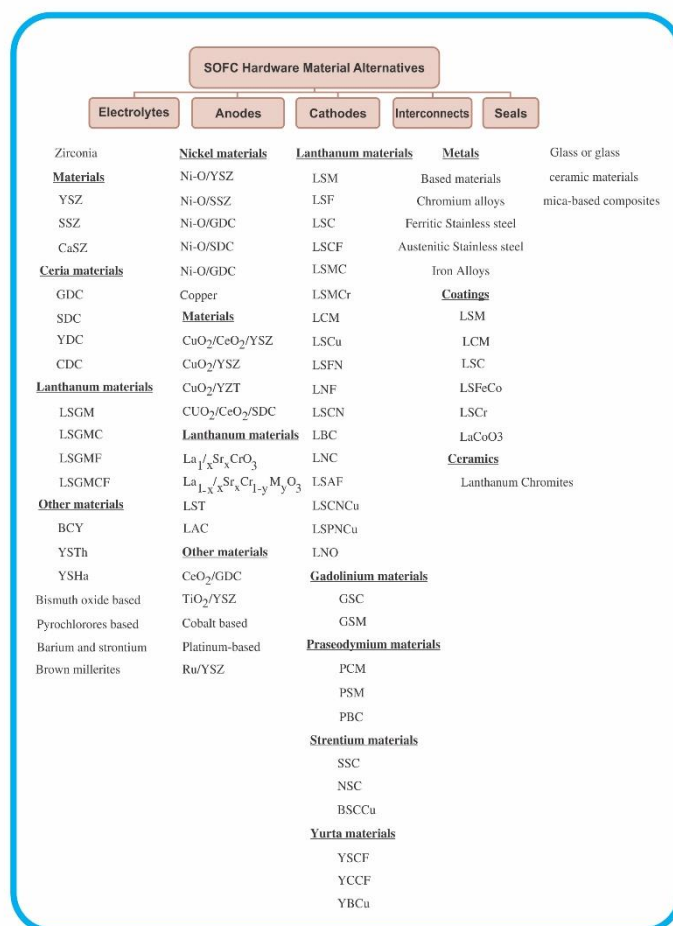 SOFC Hardware Material Alternatives
Electrolytes
Anodes
Cathodes
Interconnects
Seals
Zirconia
Materials
YSZ
SSZ
CaSZ
Ceria materials
GDC
SDC
YDC
CDC
Lanthanum materials
LSGM
LSGMC
LSGMF
LSGMCF
Other materials
BCY
YSTh
YSHa
Bismuth oxide based
Pyrochlorores based
Barium and strontium
Brown millerites
Nickel materials
Ni-O/YSZ
Ni-O/SSZ
Ni-O/GDC
Ni-O/SDC
Ni-O/GDC
Copper
Materials
CuO2/CeO2/YSZ
CuO2/YSZ
CuO2/YZT
CUO2/CeO2/SDC
Lanthanum materials
La1/xSrxCrO3
La1-x/xSrxCr1-yMyO3
LST
LAC
Other materials
CeO2/GDC
TiO2/YSZ
Cobalt based
Platinum-based
Ru/YSZ
Lanthanum materials
LSM
LSF
LSC
LSCF
LSMC
LSMCr
LCM
LSCu
LSFN
LNF
LSCN
LBC
LNC
LSAF
LSCNCu
LSPNCu
LNO
Gadolinium materials
GSC
GSM
Praseodymium materials
PCM
PSM
PBC
Strentium materials
SSC
NSC
BSCCu
Yurta materials
YSCF
YCCF
YBCu
Metals
Based materials
Chromium alloys
Ferritic Stainless steel
Austenitic Stainless steel
Iron Alloys
Coatings
LSM
LCM
LSC
LSFeCo
LSCr
LaCoO3
Ceramics
Lanthanum Chromites
Glass or glass
ceramic materials
mica-based composites